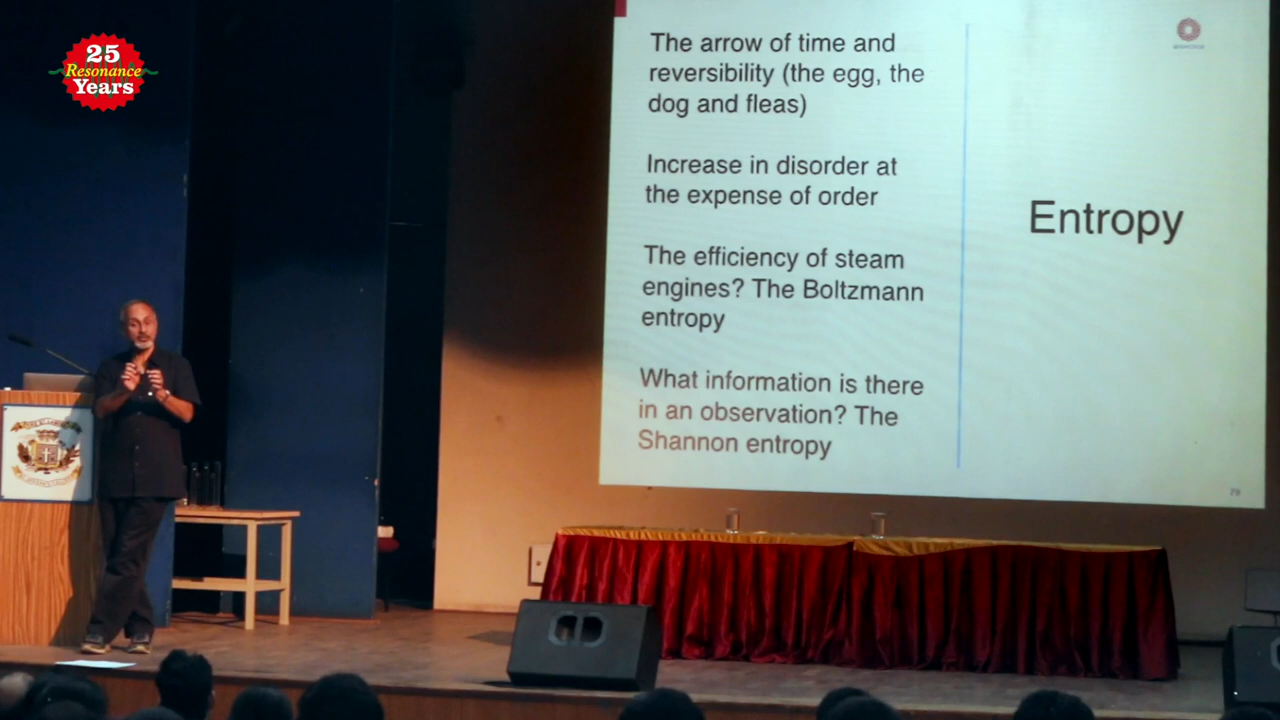 25
Resonance
Years
The arrow of time and
reversibility (the egg, the
dog and fleas)
Increase in disorder at
the expense of order
The efficiency of steam
engines? The Boltzmann
entropy
What information is there
in an observation? The
Shannon entropy
Entropy
79